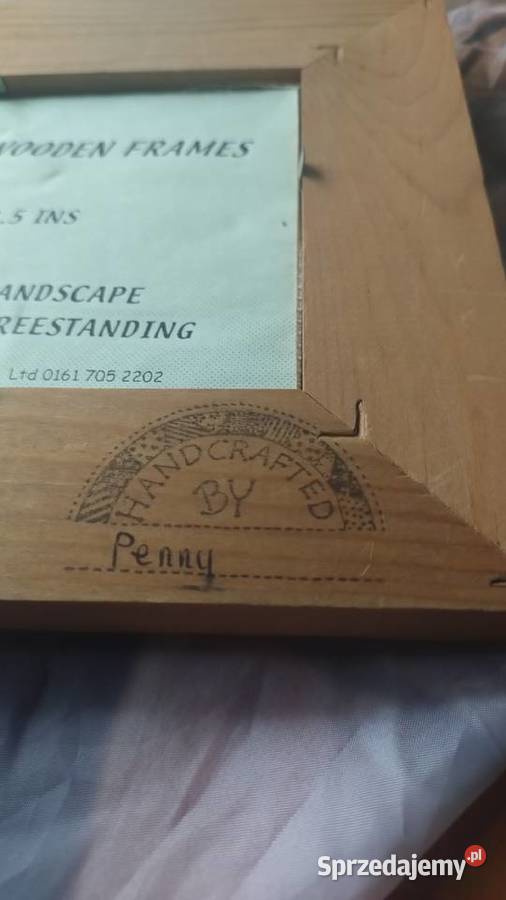 WOODEN FRAMES
.5 INS
ANDSCAPE
REESTANDING
Ltd 0161 705 2202
HANDCRAFTED
BY
Penny
Sprzedajemy.pl